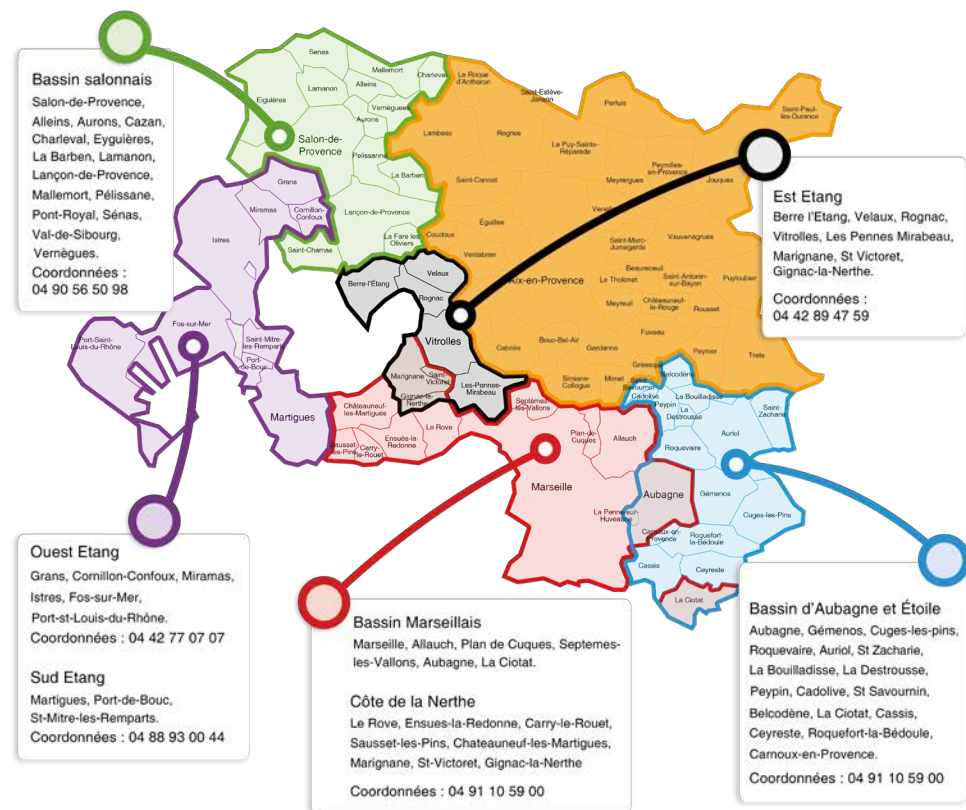 Bassin salonnais
Salon-de-Provence,
Alleins, Aurons, Cazan,
Charleval, Eyguières,
La Barben, Lamanon,
Lançon-de-Provence,
Mallemort, Pélissane,
Pont-Royal, Sénas,
Val-de-Sibourg,
Vernègues.
Coordonnées :
04 90 56 50 98
Senas
Mallemort
Charleval
Lamanon
Alleins
Eiguières
Vernègues
Aurons
Salon-de-
Provence
Pelissanne
La Barben
Lançon-de-Provence
La Fare les
Oliviers
Saint-Chamas
Grans
Miramas
Cornillon-
Confoux
Istres
Fos-sur-Mer
Port-Saint-
Louis-du-Rhône
Saint-Mitre-
les-Remparts
Port-
de-Bouc
Martigues
La Roque
d'Antheron
Saint-Estève-
Janson
Pertuis
Saint-Paul-
lès-Durance
Lambesc
Rognes
La Puy-Sainte-
Réparade
Peyrolles-
en-Provence
Meyrargues
Jouques
Saint-Cannat
Éguilles
Coudoux
Ventabren
Saint-Marc-
Jumegarde
Vauvenargues
Aix-en-Provence
Beaurecueil
Le Tholonet
Saint-Antonin-
sur-Bayon
Puyloubier
Meyreuil
Châteauneuf-
le-Rouge
Rousset
Fuveau
Cabriès
Bouc-Bel-Air
Gardanne
Peynier
Trets
Simiane-
Collogue
Mimet
Berre-l'Étang
Velaux
Rognac
Vitrolles
Marignane
Saint-
Victoret
Gignac-la-
Nerthe
Les-Pennes-
Mirabeau
Châteauneuf-
les-Martigues
Le Rove
Ensuès-la-
Redonne
Carry-
le-Rouet
Sausset-
les-Pins
Septèmes-
les-Vallons
Plan-de-
Cuques
Allauch
Marseille
La Penne-sur-
Huveaune
Aubagne
Belcodène
Cadolive
La Bouilladisse
Peypin
La
Destrousse
Saint-
Zacharie
Auriol
Roquevaire
Gémenos
Cuges-les-Pins
Carnoux-en-
Provence
Roquefort-
la-Bédoule
Cassis
Ceyreste
La Ciotat
Est Etang
Berre l'Etang, Velaux, Rognac,
Vitrolles, Les Pennes Mirabeau,
Marignane, St Victoret,
Gignac-la-Nerthe.
Coordonnées :
04 42 89 47 59
Ouest Etang
Grans, Cornillon-Confoux, Miramas,
Istres, Fos-sur-Mer,
Port-st-Louis-du-Rhône.
Coordonnées : 04 42 77 07 07
Sud Etang
Martigues, Port-de-Bouc,
St-Mitre-les-Remparts.
Coordonnées : 04 88 93 00 44
Bassin Marseillais
Marseille, Allauch, Plan de Cuques, Septemes-
les-Vallons, Aubagne, La Ciotat.
Côte de la Nerthe
Le Rove, Ensues-la-Redonne, Carry-le-Rouet,
Sausset-les-Pins, Chateauneuf-les-Martigues,
Marignane, St-Victoret, Gignac-la-Nerthe
Coordonnées : 04 91 10 59 00
Bassin d'Aubagne et Étoile
Aubagne, Gémenos, Cuges-les-pins,
Roquevaire, Auriol, St Zacharie,
La Bouilladisse, La Destrousse,
Peypin, Cadolive, St Savournin,
Belcodène, La Ciotat, Cassis,
Ceyreste, Roquefort-la-Bédoule,
Carnoux-en-Provence.
Coordonnées : 04 91 10 59 00